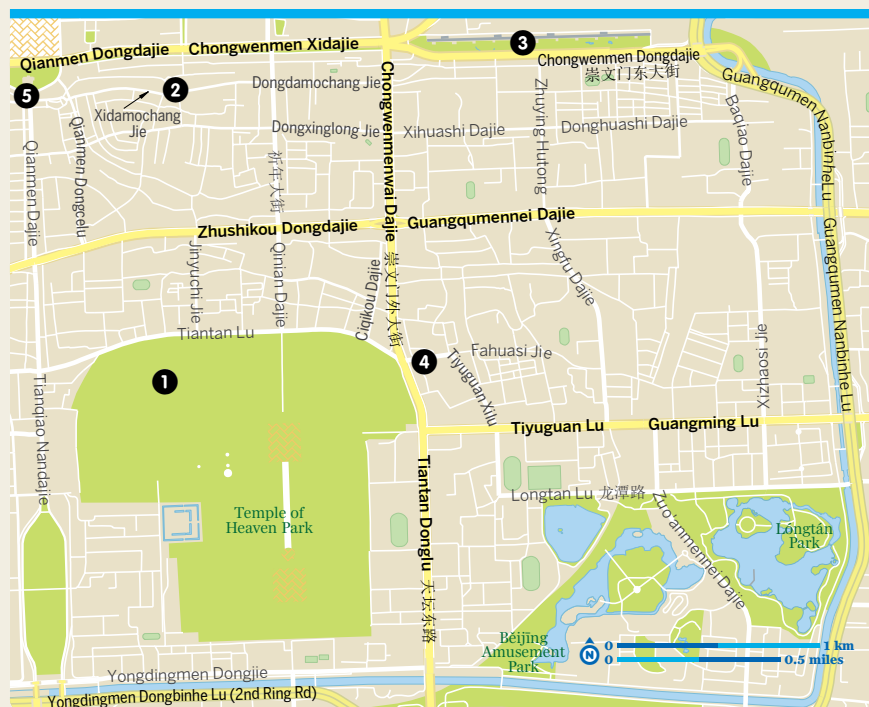 Qianmen Dongdajie
Chongwenmen Xidajie
3
Chongwenmen Dongdajie
崇文门东大街
5
2
Dongdamochang Jie
Xidamochang
Jie
Dongxinglong Jie
Xihuashi Dajie
Donghuashi Dajie
Zhuying Hutong
Baqiao Dajie
Guangqumen Nanbinhe Lu
Chongwenmenwai Dajie 崇文门外大街
Qianmen Dajie
Qianmen Dongcelu
祈年大街
Qinian Dajie
Zhushikou Dongdajie
Guangqumennei Dajie
Jinyuchi Jie
Ciqikou Dajie
Xingfu Dajie
Guangqumen Nanbinhe Lu
Tiantan Lu
1
4
Fahuasi Jie
Tiyuguan Xilu
Xizhaosi Jie
Tianqiao Nandajie
Tiyuguan Lu
Guangming Lu
Tiantan Donglu 天坛东路
Longtan Lu 龙潭路
Zuo'anmennei Dajie
Temple of
Heaven Park
Lóngtán
Park
Běijīng
Amusement
Park
N
0 1 km
0 0.5 miles
Yongdingmen Dongjie
Yongdingmen Dongbinhe Lu (2nd Ring Rd)